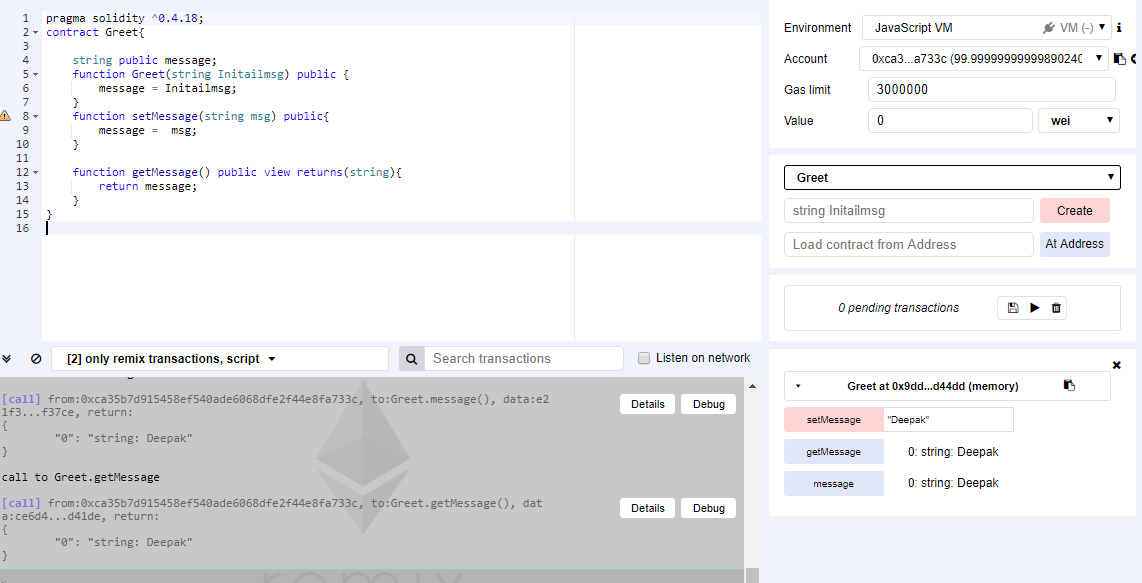 1 pragma solidity ^0.4.18;
2 contract Greet{
3
4 string public message;
5 function Greet(string Initailmsg) public {
6 message = Initailmsg;
7 }
8 function setMessage(string msg) public{
9 message =  msg;
10 }
11
12 function getMessage() public view returns(string){
13 return message;
14 }
15 }
16
[2] only remix transactions, script
Search transactions
Listen on network
[call] from:0xca35b7d915458ef540ade6068dfe2f44e8fa733c, to:Greet.message(), data:e2
1f3...f37ce, return:
Details Debug
{
"0": "string: Deepak"
}
call to Greet.getMessage
[call] from:0xca35b7d915458ef540ade6068dfe2f44e8fa733c, to:Greet.getMessage(), dat
a:ce6d4...d41de, return:
Details Debug
{
"0": "string: Deepak"
}
remix
Environment JavaScript VM VM (-)
Account 0xca3...a733c (99.99999999999890240
Gas limit 3000000
Value 0 wei
Greet
string Initailmsg Create
Load contract from Address At Address
0 pending transactions
Greet at 0x9dd...d44dd (memory)
setMessage "Deepak"
getMessage 0: string: Deepak
message 0: string: Deepak